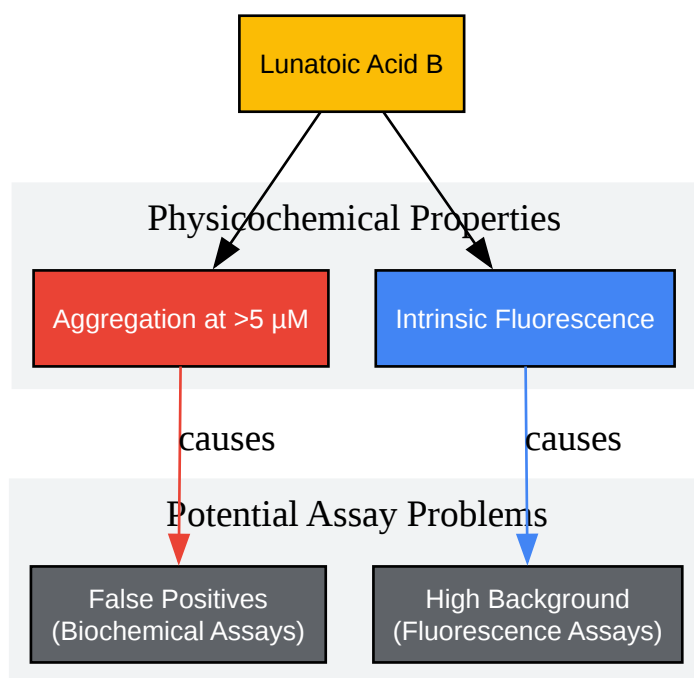 Lunatoic Acid B
Physicochemical Properties
Aggregation at >5 µM
Intrinsic Fluorescence
causes
causes
Potential Assay Problems
False Positives
(Biochemical Assays)
High Background
(Fluorescence Assays)